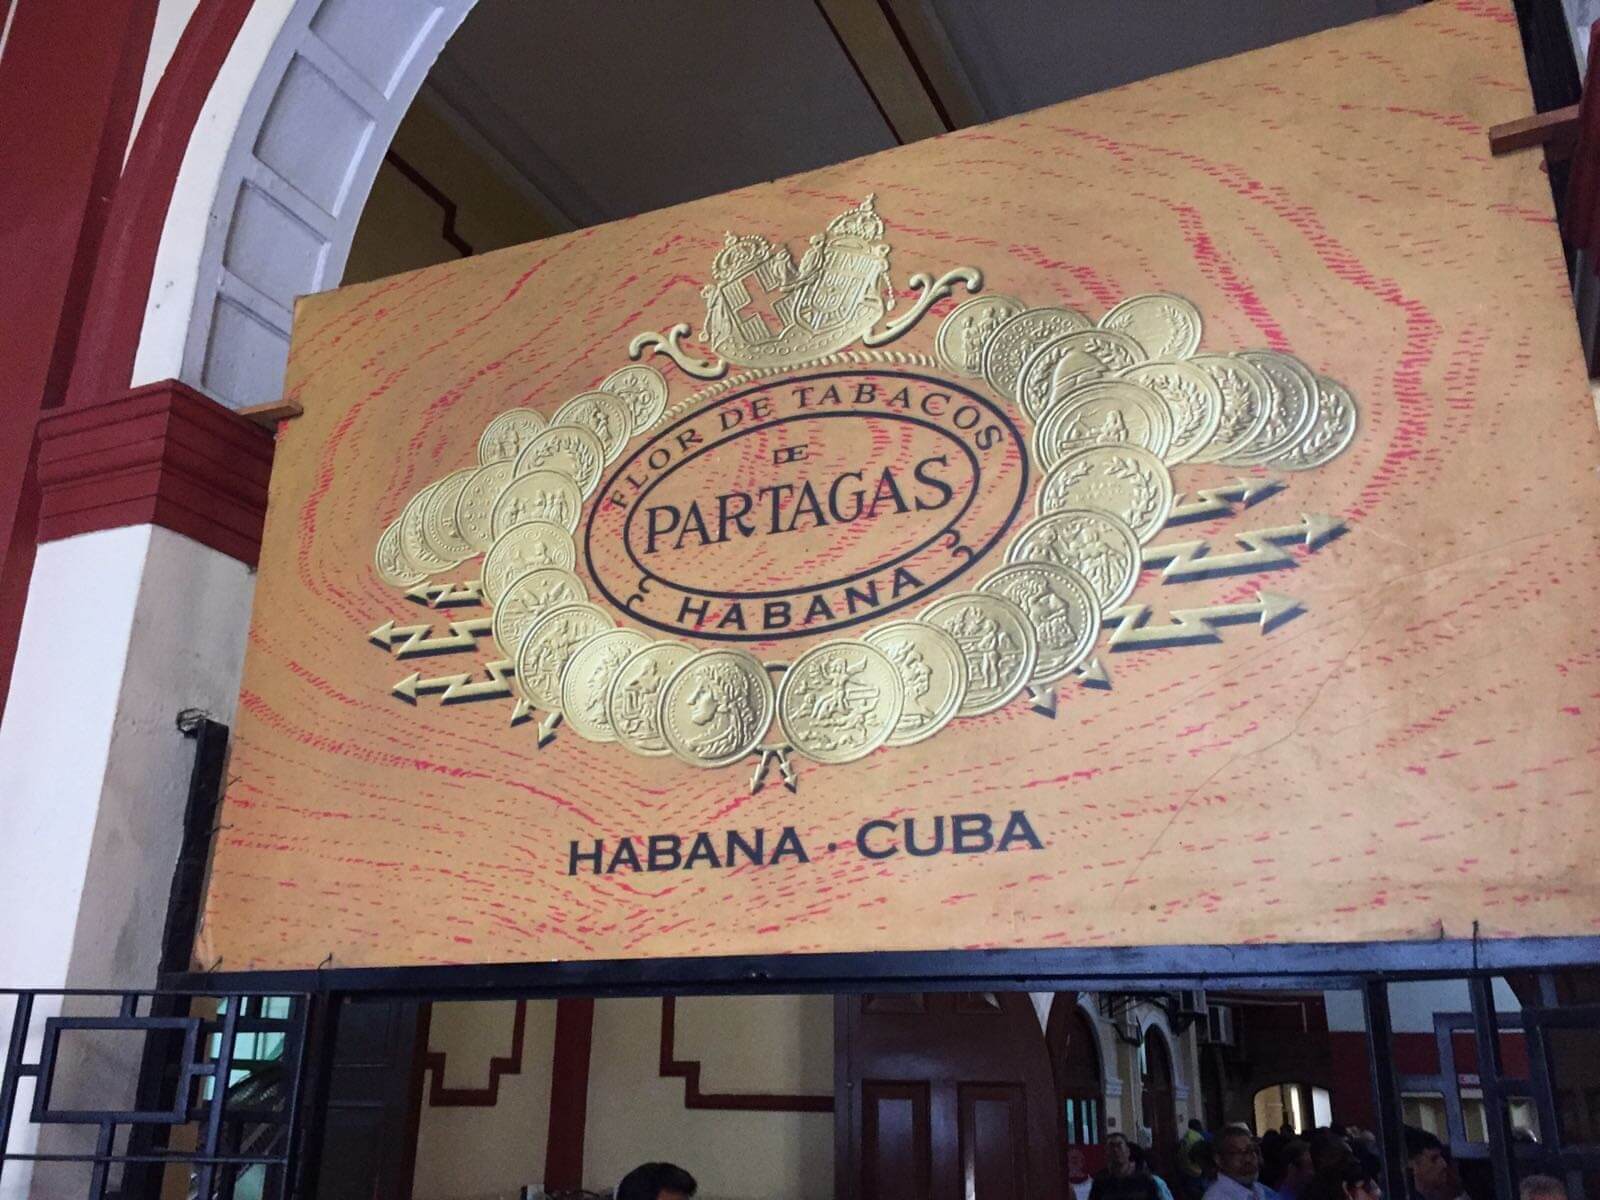 FLOR DE TABACOS
DE
PARTAGAS
HABANA
HABANA · CUBA